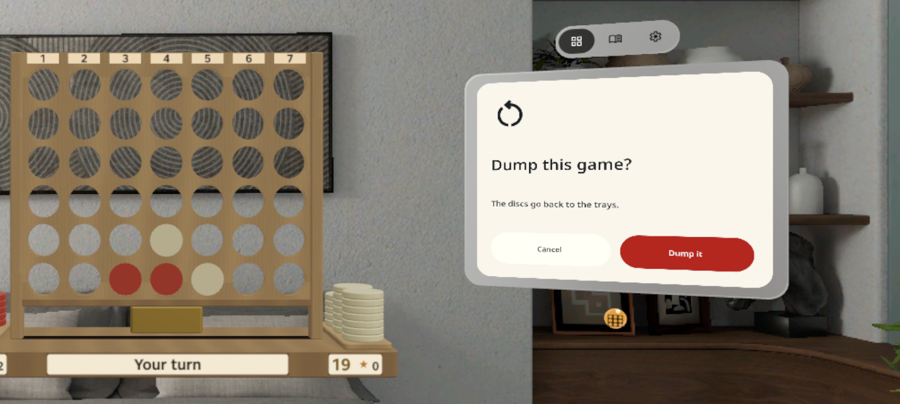 1 2 3 4 5 6 7
Dump this game?
The discs go back to the trays.
Cancel
Dump it
2
Your turn
19 ★ 0